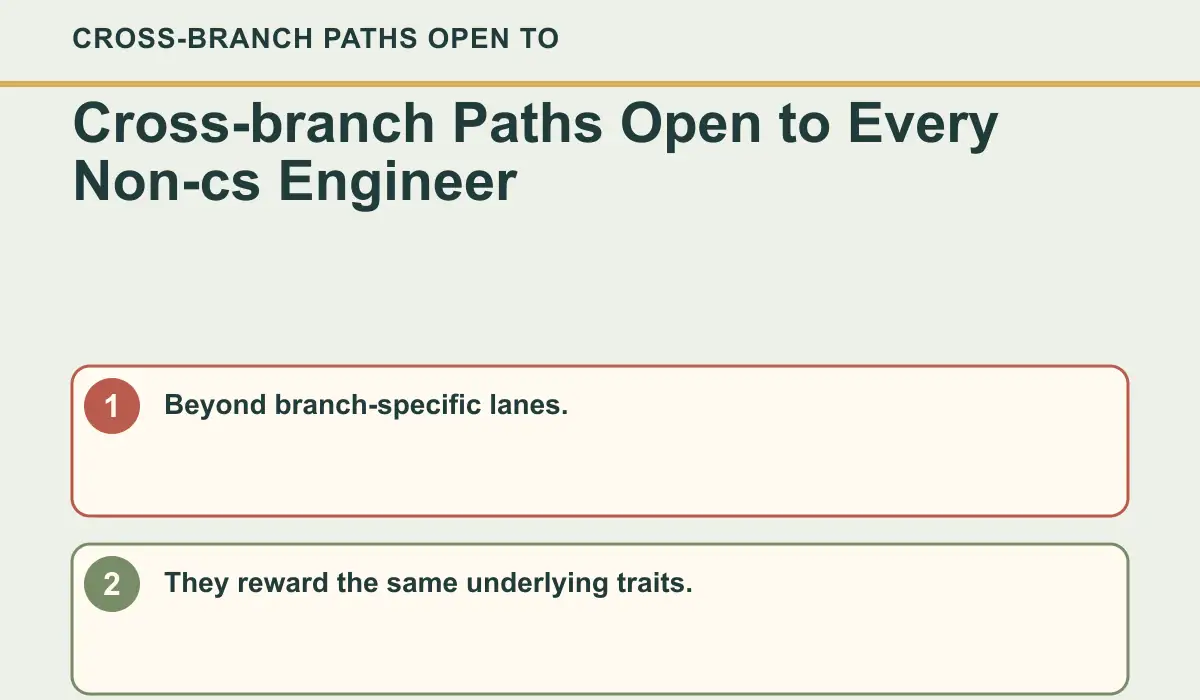 CROSS-BRANCH PATHS OPEN TO
Cross-branch Paths Open to Every
Non-cs Engineer
1 Beyond branch-specific lanes.
2 They reward the same underlying traits.